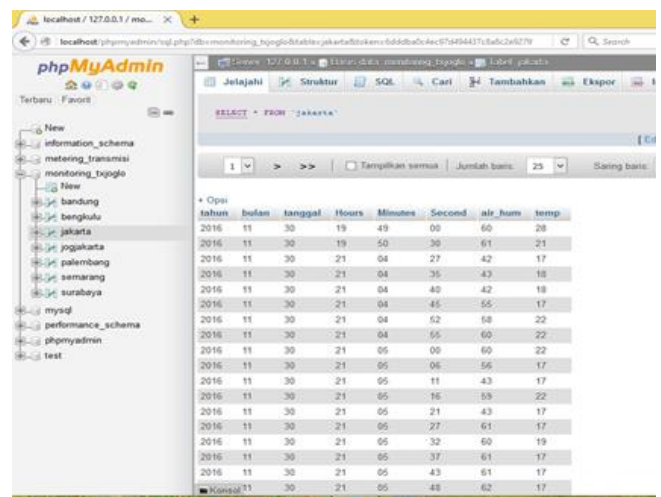 localhost / 127.0.0.1 / mo...
Search
phpMyAdmin
Terbaru Favorit
New
information_schema
metering_transmisi
monitoring_txjoglo
New
bandung
bengkulu
jakarta
jogjakarta
palembang
semarang
surabaya
mysql
performance_schema
phpmyadmin
test
Jelajahi Struktur SQL Cari Tambahkan Ekspor
SELECT * FROM `jakarta`
1 > >> Tampilkan semua Jumlah baris: 25 Saring baris:
+ Opsi
tahun bulan tanggal Hours Minutes Second air_hum temp
2016 11 30 19 49 00 60 28
2016 11 30 19 50 30 61 21
2016 11 30 21 04 27 42 17
2016 11 30 21 04 35 43 18
2016 11 30 21 04 40 42 18
2016 11 30 21 04 45 55 17
2016 11 30 21 04 52 58 22
2016 11 30 21 04 55 60 22
2016 11 30 21 05 00 60 22
2016 11 30 21 05 06 56 17
2016 11 30 21 05 11 43 17
2016 11 30 21 05 16 59 22
2016 11 30 21 05 21 43 17
2016 11 30 21 05 27 61 17
2016 11 30 21 05 32 60 19
2016 11 30 21 05 37 61 17
2016 11 30 21 05 43 61 17
Konsol 11 30 21 05 48 62 17